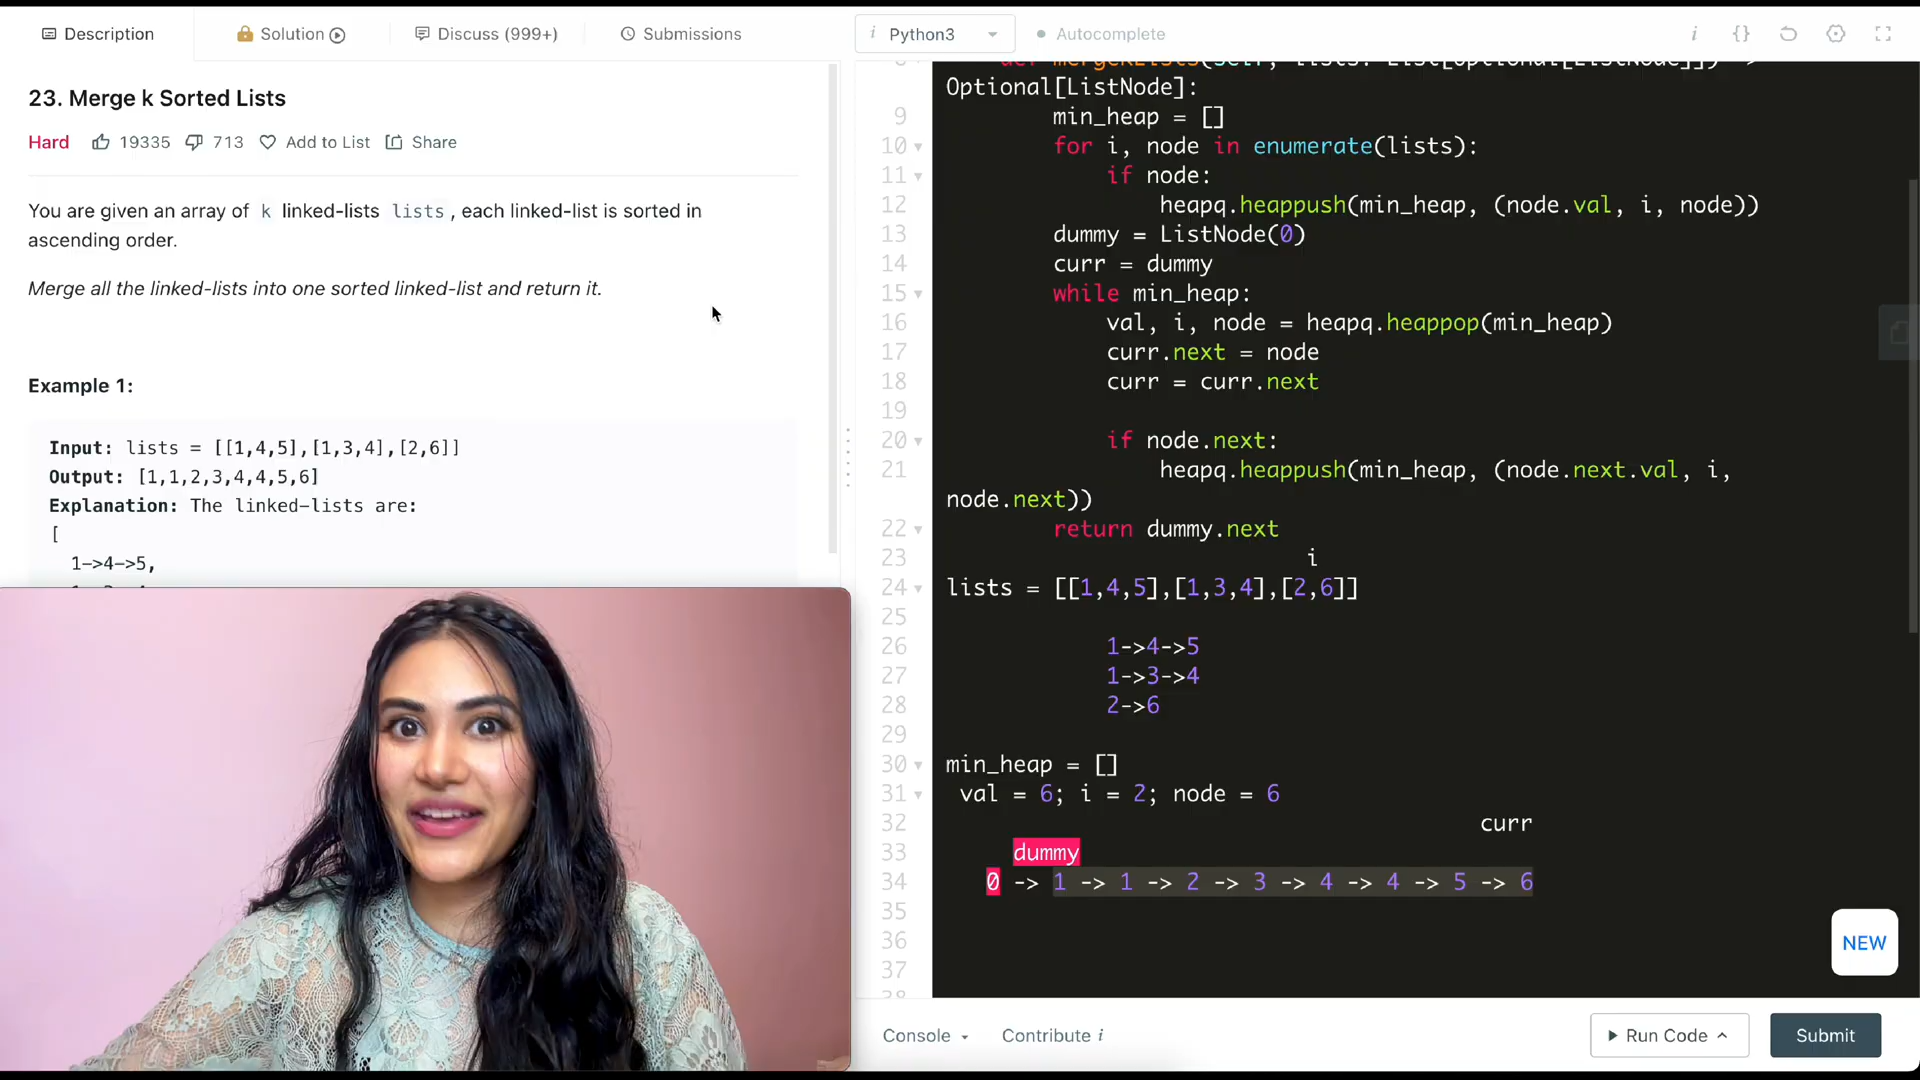 Description
Solution
Discuss (999+)
Submissions
i Python3
Autocomplete
i {}
23. Merge k Sorted Lists
Hard 19335 713 Add to List Share
You are given an array of k linked-lists lists , each linked-list is sorted in
ascending order.
Merge all the linked-lists into one sorted linked-list and return it.
Example 1:
Input: lists = [[1,4,5],[1,3,4],[2,6]]
Output: [1,1,2,3,4,4,5,6]
Explanation: The linked-lists are:
[
1->4->5,
def mergeKLists(self, lists: List[Optional[ListNode]]) ->
Optional[ListNode]:
9 min_heap = []
10 for i, node in enumerate(lists):
11 if node:
12 heapq.heappush(min_heap, (node.val, i, node))
13 dummy = ListNode(0)
14 curr = dummy
15 while min_heap:
16 val, i, node = heapq.heappop(min_heap)
17 curr.next = node
18 curr = curr.next
19
20 if node.next:
21 heapq.heappush(min_heap, (node.next.val, i,
node.next))
22 return dummy.next
23 i
24 lists = [[1,4,5],[1,3,4],[2,6]]
25
26 1->4->5
27 1->3->4
28 2->6
29
30 min_heap = []
31 val = 6; i = 2; node = 6
32 curr
33 dummy
34 0 -> 1 -> 1 -> 2 -> 3 -> 4 -> 4 -> 5 -> 6
35
36
37
38
NEW
Console
Contribute i
Run Code
Submit